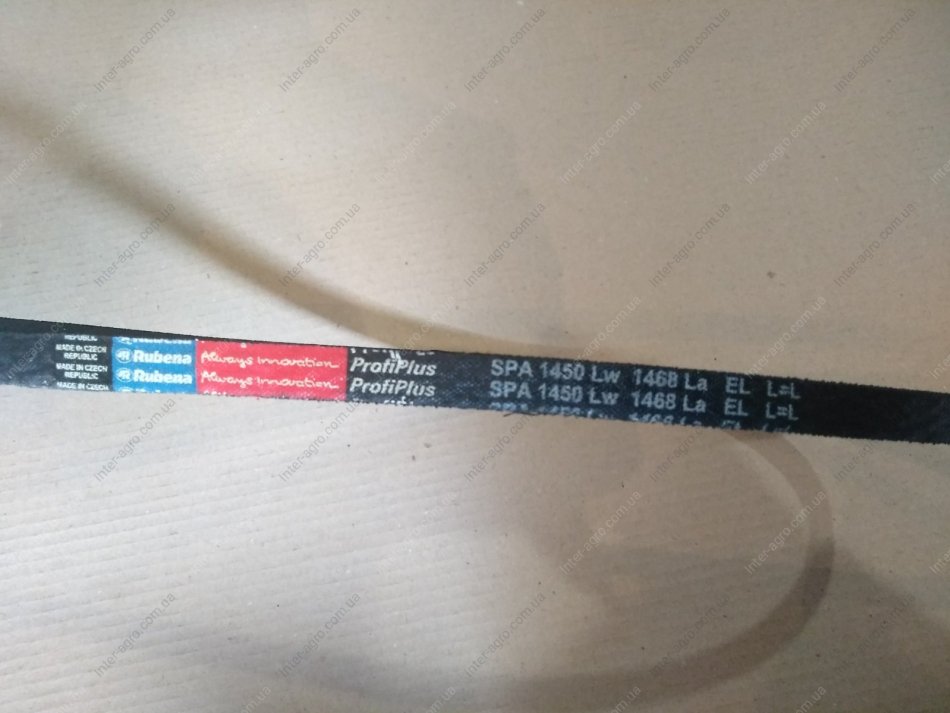 REPUBLIC
MADE IN CZECH
REPUBLIC
Rubena
Always innovation
ProfiPlus
SPA 1450 Lw 1468 La EL L=L
MADE IN CZECH
REPUBLIC
Rubena
Always innovation
ProfiPlus
SPA 1450 Lw 1468 La EL L=L
MADE IN CZECH
inter-agro.com.ua